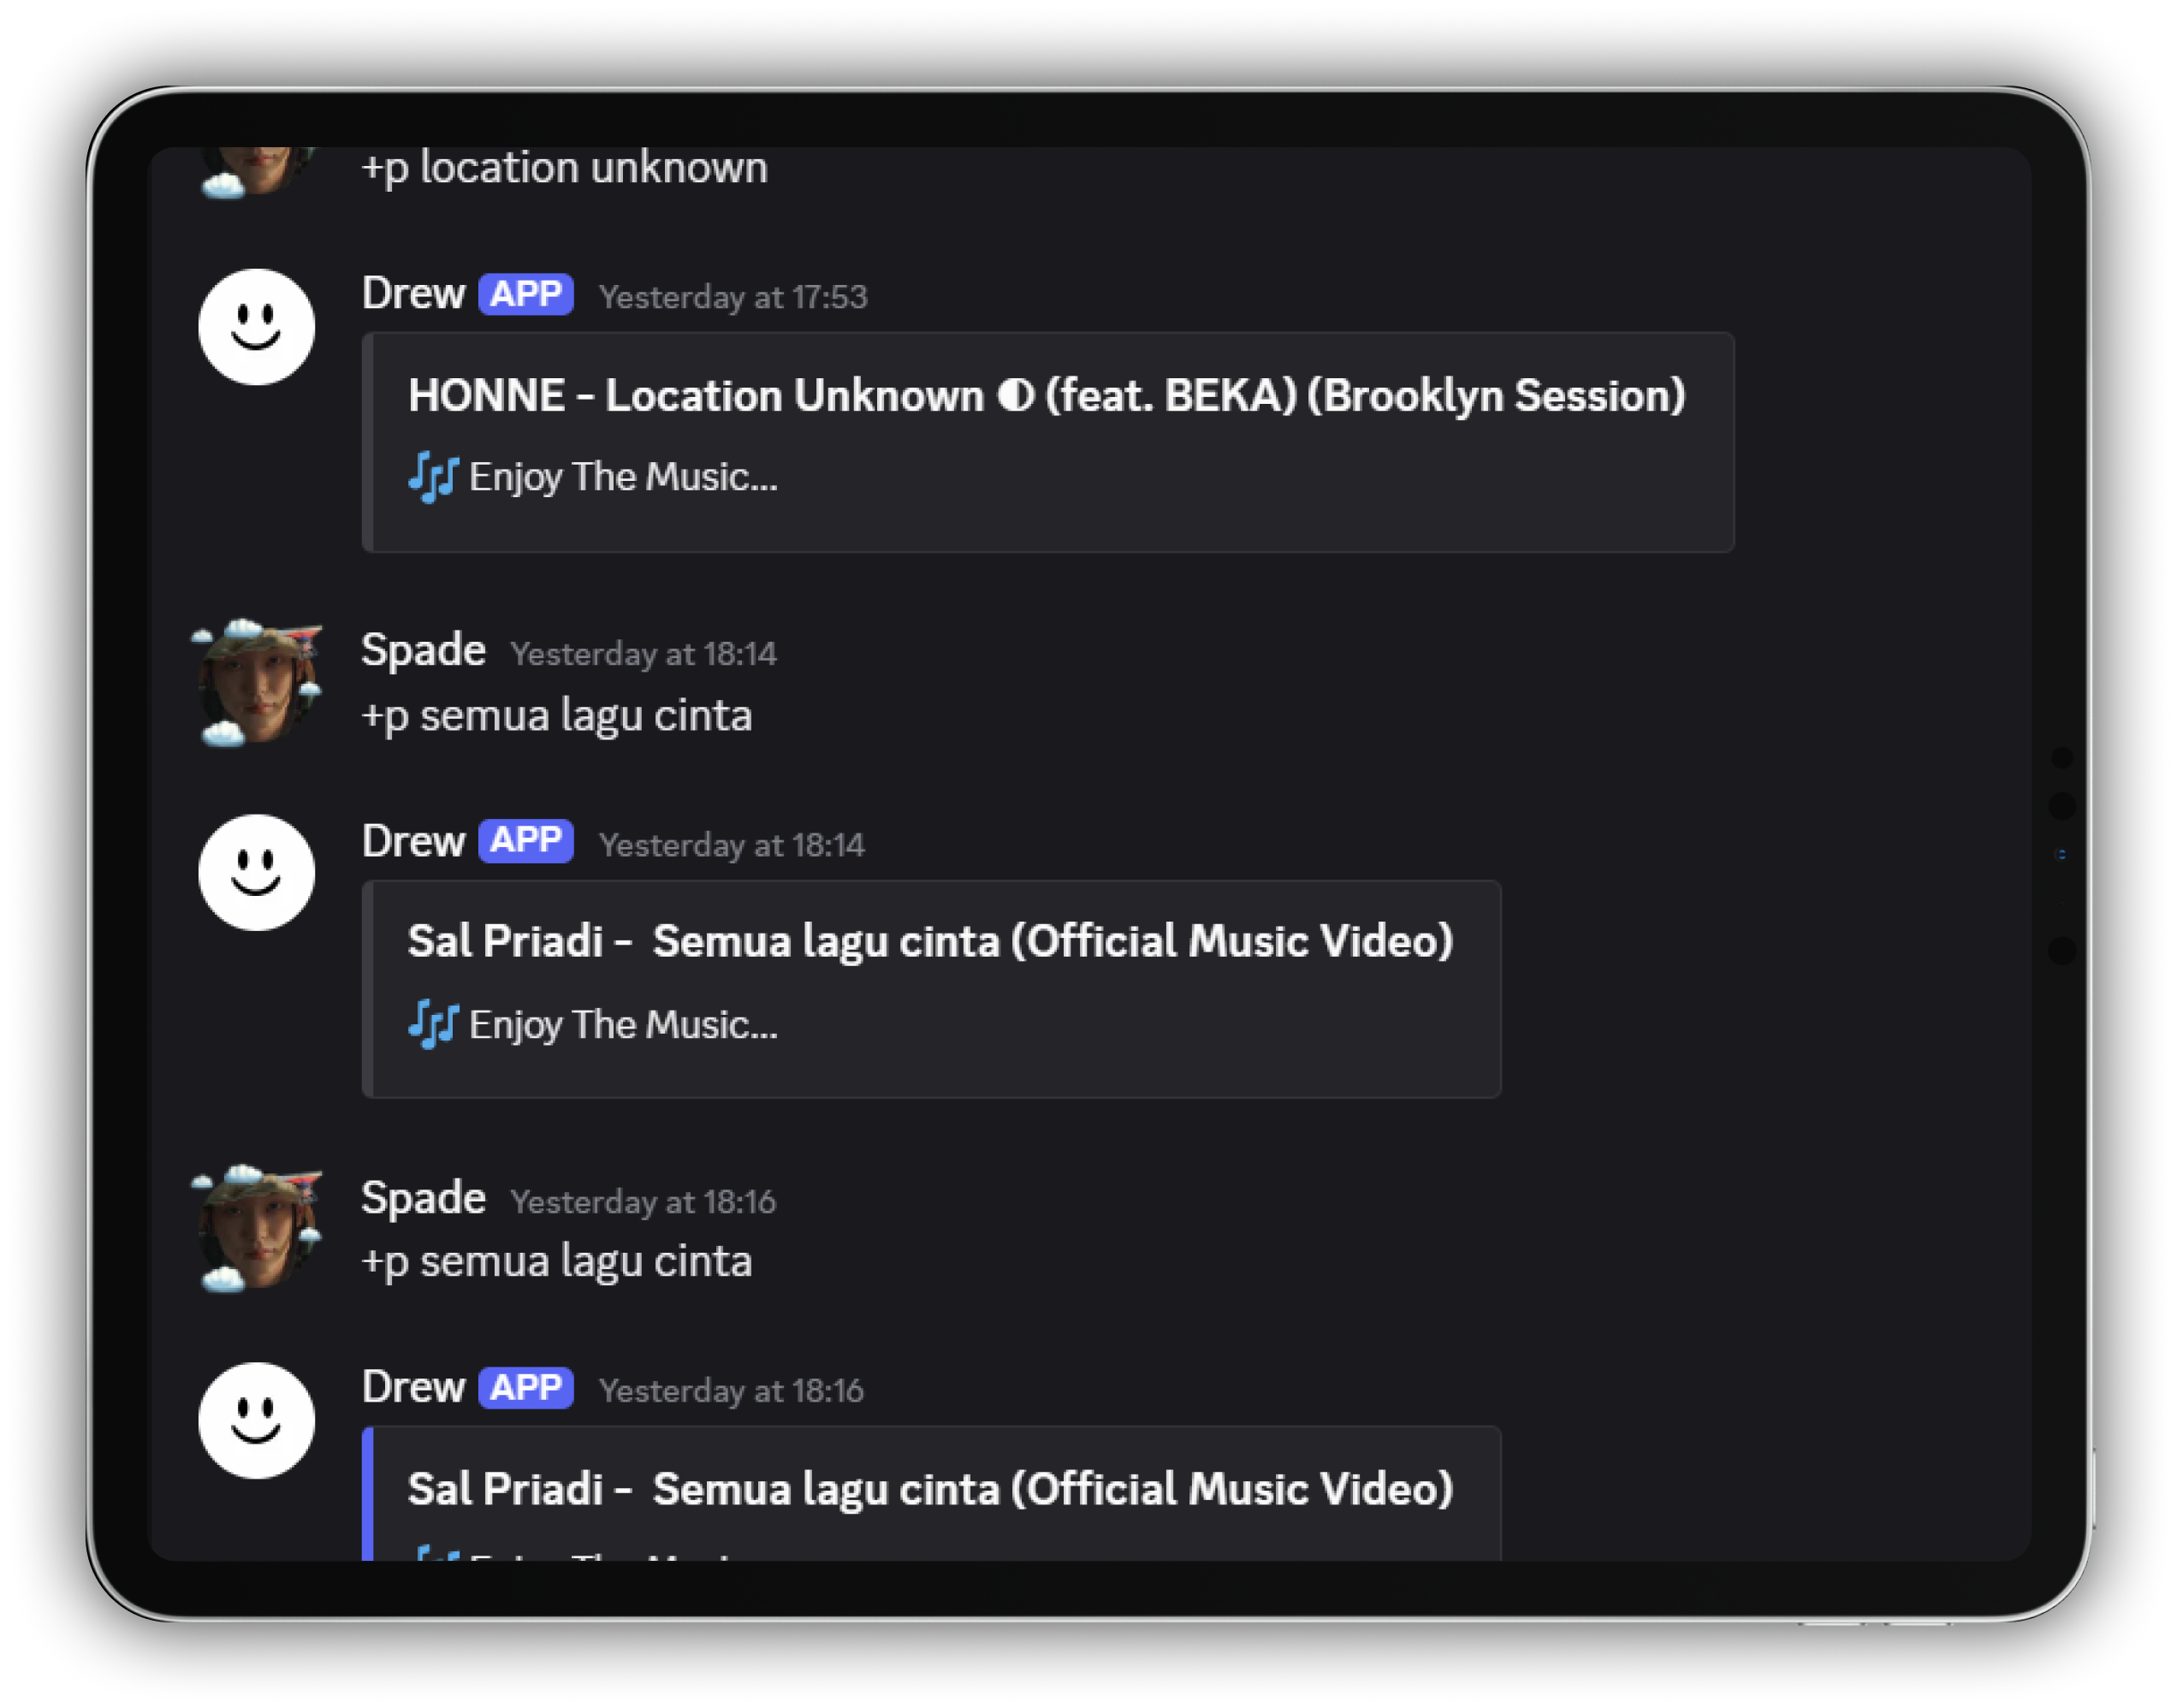 +p location unknown
Drew APP Yesterday at 17:53
HONNE – Location Unknown ◐ (feat. BEKA) (Brooklyn Session)
🎶 Enjoy The Music...
Spade Yesterday at 18:14
+p semua lagu cinta
Drew APP Yesterday at 18:14
Sal Priadi – Semua lagu cinta (Official Music Video)
🎶 Enjoy The Music...
Spade Yesterday at 18:16
+p semua lagu cinta
Drew APP Yesterday at 18:16
Sal Priadi – Semua lagu cinta (Official Music Video)